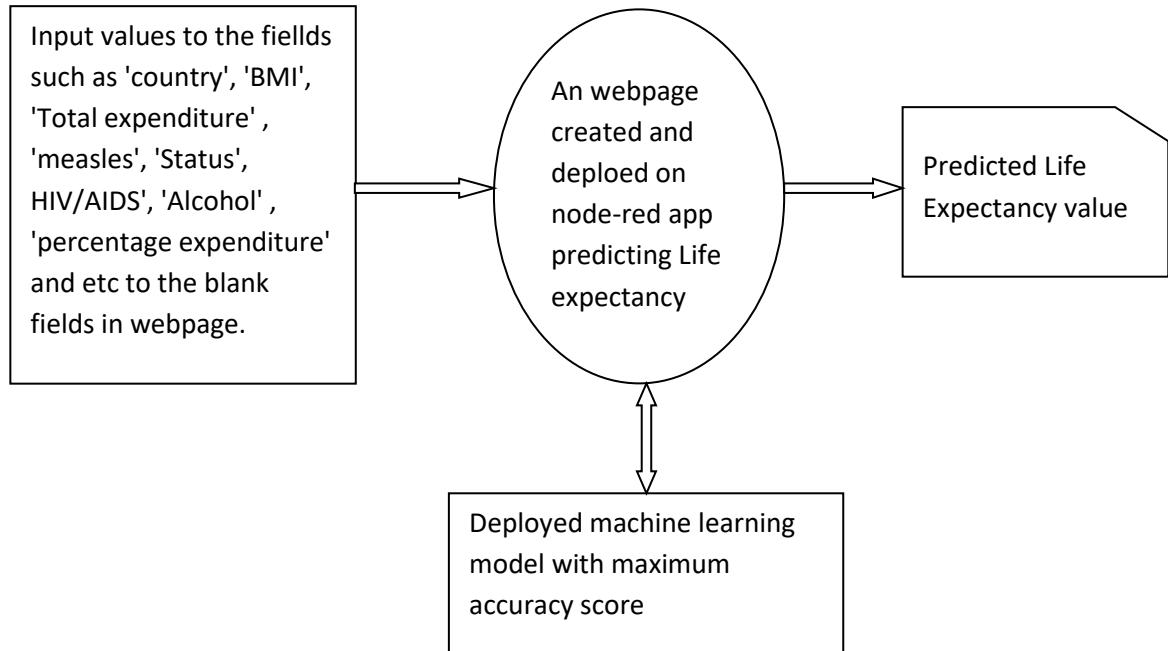 Input values to the fiellds
such as 'country', 'BMI',
'Total expenditure' ,
'measles', 'Status',
HIV/AIDS', 'Alcohol' ,
'percentage expenditure'
and etc to the blank
fields in webpage.
An webpage
created and
deploed on
node-red app
predicting Life
expectancy
Predicted Life
Expectancy value
Deployed machine learning
model with maximum
accuracy score